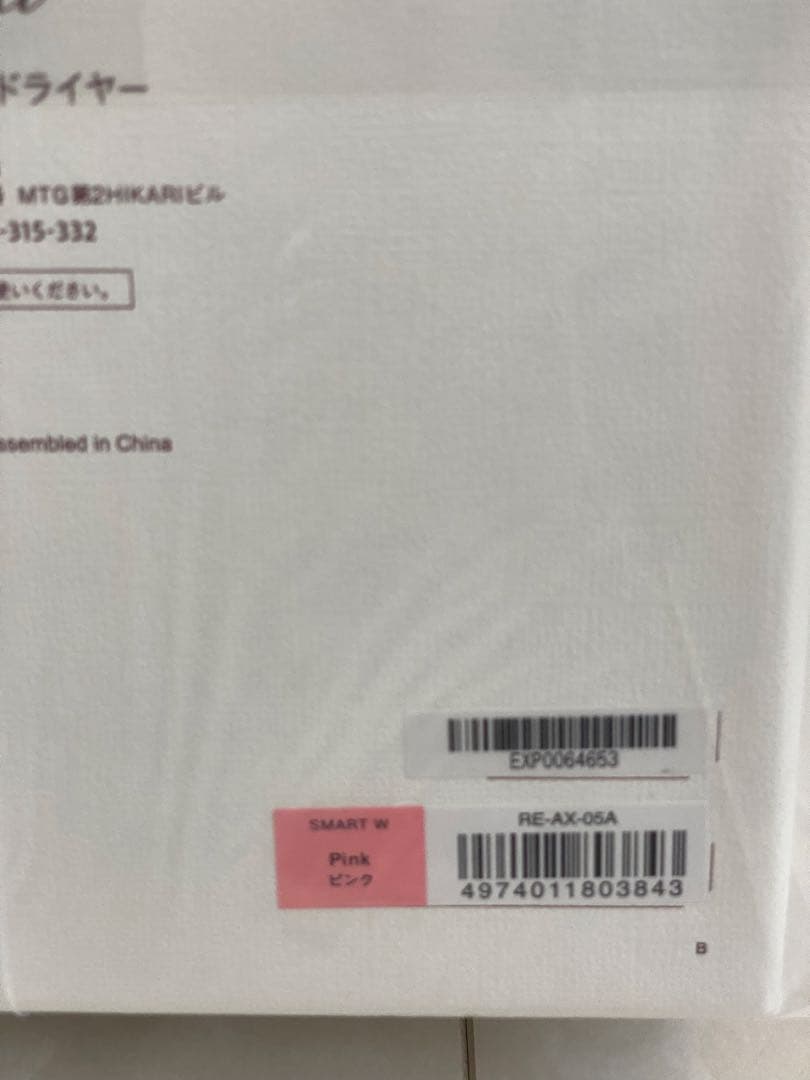 ドライヤー
MTG第2HIKARIビル
-315-332
使いください。
ssembled in China
EXP0064653
SMART W
Pink
ピンク
RE-AX-05A
4974011803843
B